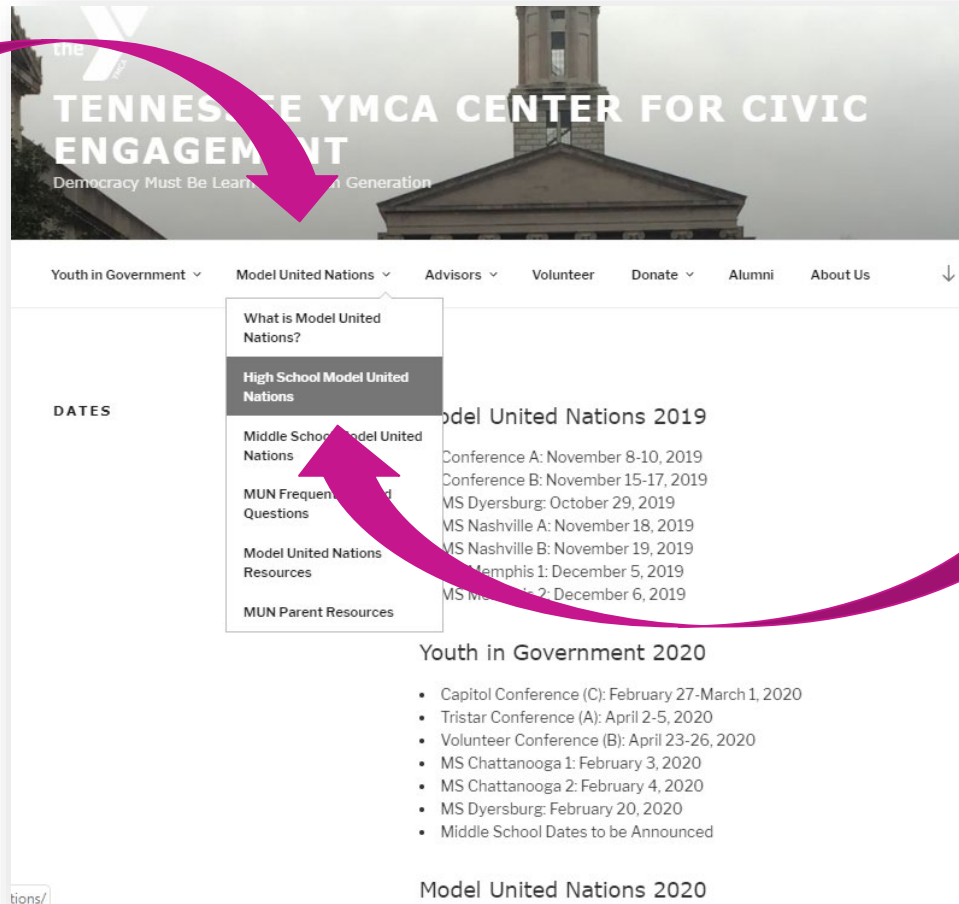 the
YMCA
TENNESSEE YMCA CENTER FOR CIVIC
ENGAGEMENT
Democracy Must Be Generation
Youth in Government
Model United Nations
Advisors
Volunteer
Donate
Alumni
About Us
What is Model United
Nations?
High School Model United
Nations
Middle School Model United
Nations
MUN
Questions
Model United Nations
Resources
MUN Parent Resources
DATES
Model United Nations 2019
Conference A: November 8-10, 2019
Conference B: November 15-17, 2019
MS Dyersburg: October 29, 2019
MS Nashville A: November 18, 2019
MS Nashville B: November 19, 2019
Memphis 1: December 5, 2019
MS Memphis 2: December 6, 2019
Youth in Government 2020
• Capitol Conference (C): February 27-March 1, 2020
• Tristar Conference (A): April 2-5, 2020
• Volunteer Conference (B): April 23-26, 2020
• MS Chattanooga 1: February 3, 2020
• MS Chattanooga 2: February 4, 2020
• MS Dyersburg: February 20, 2020
• Middle School Dates to be Announced
Model United Nations 2020
tions/